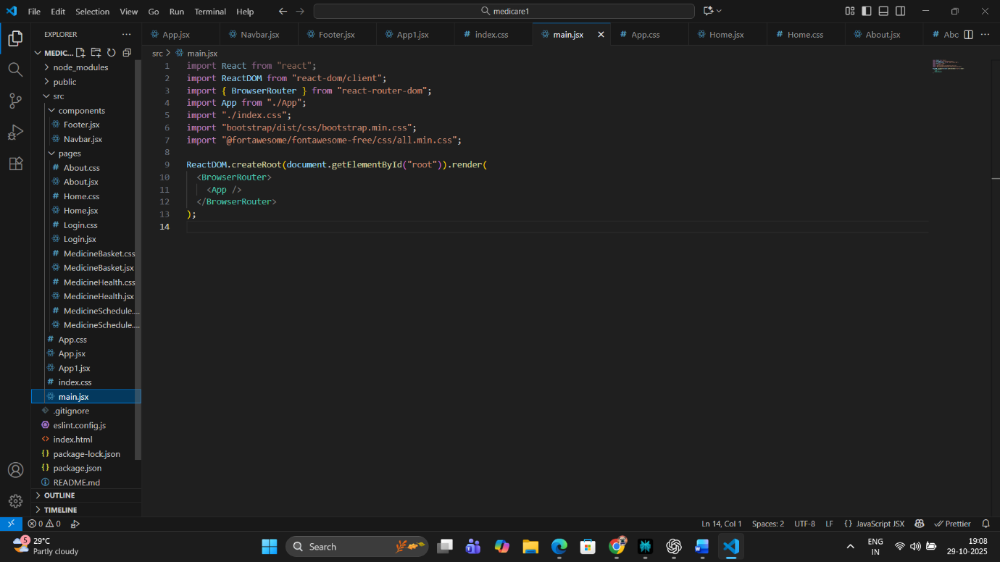 File Edit Selection View Go Run Terminal Help
medicare1
EXPLORER
App.jsx
Navbar.jsx
Footer.jsx
App1.jsx
# index.css
main.jsx
# App.css
Home.jsx
# Home.css
About.jsx
# Abc
MEDIC...
src > main.jsx
node_modules
public
src
components
Footer.jsx
Navbar.jsx
pages
# About.css
About.jsx
# Home.css
Home.jsx
# Login.css
Login.jsx
# MedicineBasket.css
MedicineBasket.jsx
# MedicineHealth.css
MedicineHealth.jsx
# MedicineSchedule....
MedicineSchedule....
# App.css
App.jsx
App1.jsx
# index.css
main.jsx
.gitignore
eslint.config.js
<> index.html
{} package-lock.json
{} package.json
README.md
OUTLINE
TIMELINE
1 import React from "react";
2 import ReactDOM from "react-dom/client";
3 import { BrowserRouter } from "react-router-dom";
4 import App from "./App";
5 import "./index.css";
6 import "bootstrap/dist/css/bootstrap.min.css";
7 import "@fortawesome/fontawesome-free/css/all.min.css";
8
9 ReactDOM.createRoot(document.getElementById("root")).render(
10 <BrowserRouter>
11 <App />
12 </BrowserRouter>
13 );
14
0 0
Ln 14, Col 1 Spaces: 2 UTF-8 LF {} JavaScript JSX Prettier
5
29°C
Partly cloudy
Search
ENG
IN
19:08
29-10-2025